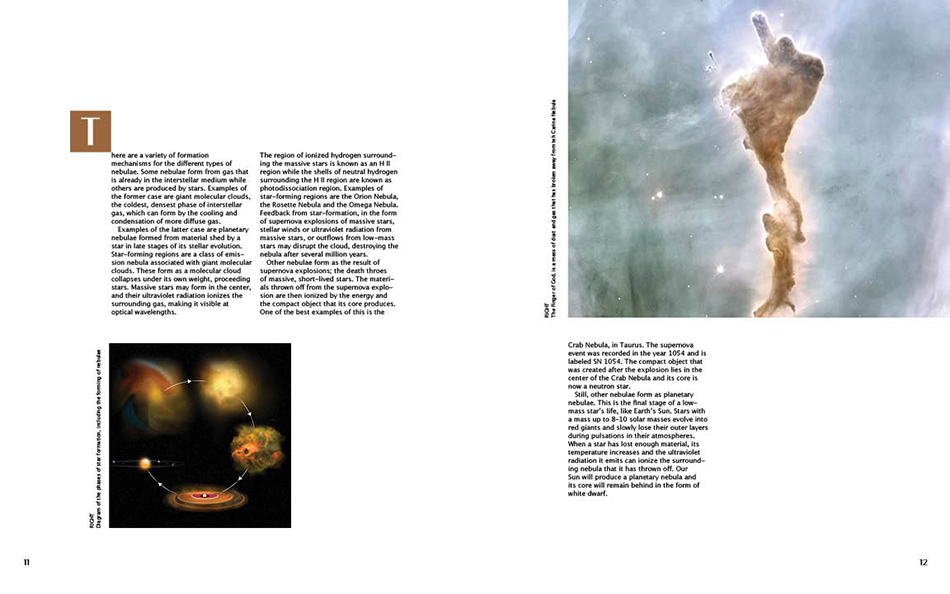 T
here are a variety of formation
mechanisms for the different types of
nebulae. Some nebulae form from gas that
is already in the interstellar medium while
others are produced by stars. Examples of
the former case are giant molecular clouds,
the coldest, densest phase of interstellar
gas, which can form by the cooling and
condensation of more diffuse gas.
Examples of the latter case are planetary
nebulae formed from material shed by a
star in late stages of its stellar evolution.
Star-forming regions are a class of emis-
sion nebula associated with giant molecular
clouds. These form as a molecular cloud
collapses under its own weight, proceeding
stars. Massive stars may form in the center,
and their ultraviolet radiation ionizes the
surrounding gas, making it visible at
optical wavelengths.
The region of ionized hydrogen surround-
ing the massive stars is known as an H II
region while the shells of neutral hydrogen
surrounding the H II region are known as
photodissociation region. Examples of
star-forming regions are the Orion Nebula,
the Rosette Nebula and the Omega Nebula.
Feedback from star-formation, in the form
of supernova explosions of massive stars,
stellar winds or ultraviolet radiation from
massive stars, or outflows from low-mass
stars may disrupt the cloud, destroying the
nebula after several million years.
Other nebulae form as the result of
supernova explosions; the death throes
of massive, short-lived stars. The materi-
als thrown off from the supernova explo-
sion are then ionized by the energy and
the compact object that its core produces.
One of the best examples of this is the
RIGHT
Diagram of the phases of star formation, including the forming of nebulae
11
RIGHT
The Finger of God, is a mass of dust and gas that has broken away from teh Carina Nebula
Crab Nebula, in Taurus. The supernova
event was recorded in the year 1054 and is
labeled SN 1054. The compact object that
was created after the explosion lies in the
center of the Crab Nebula and its core is
now a neutron star.
Still, other nebulae form as planetary
nebulae. This is the final stage of a low-
mass star's life, like Earth's Sun. Stars with
a mass up to 8-10 solar masses evolve into
red giants and slowly lose their outer layers
during pulsations in their atmospheres.
When a star has lost enough material, its
temperature increases and the ultraviolet
radiation it emits can ionize the surround-
ing nebula that it has thrown off. Our
Sun will produce a planetary nebula and
its core will remain behind in the form of
white dwarf.
12